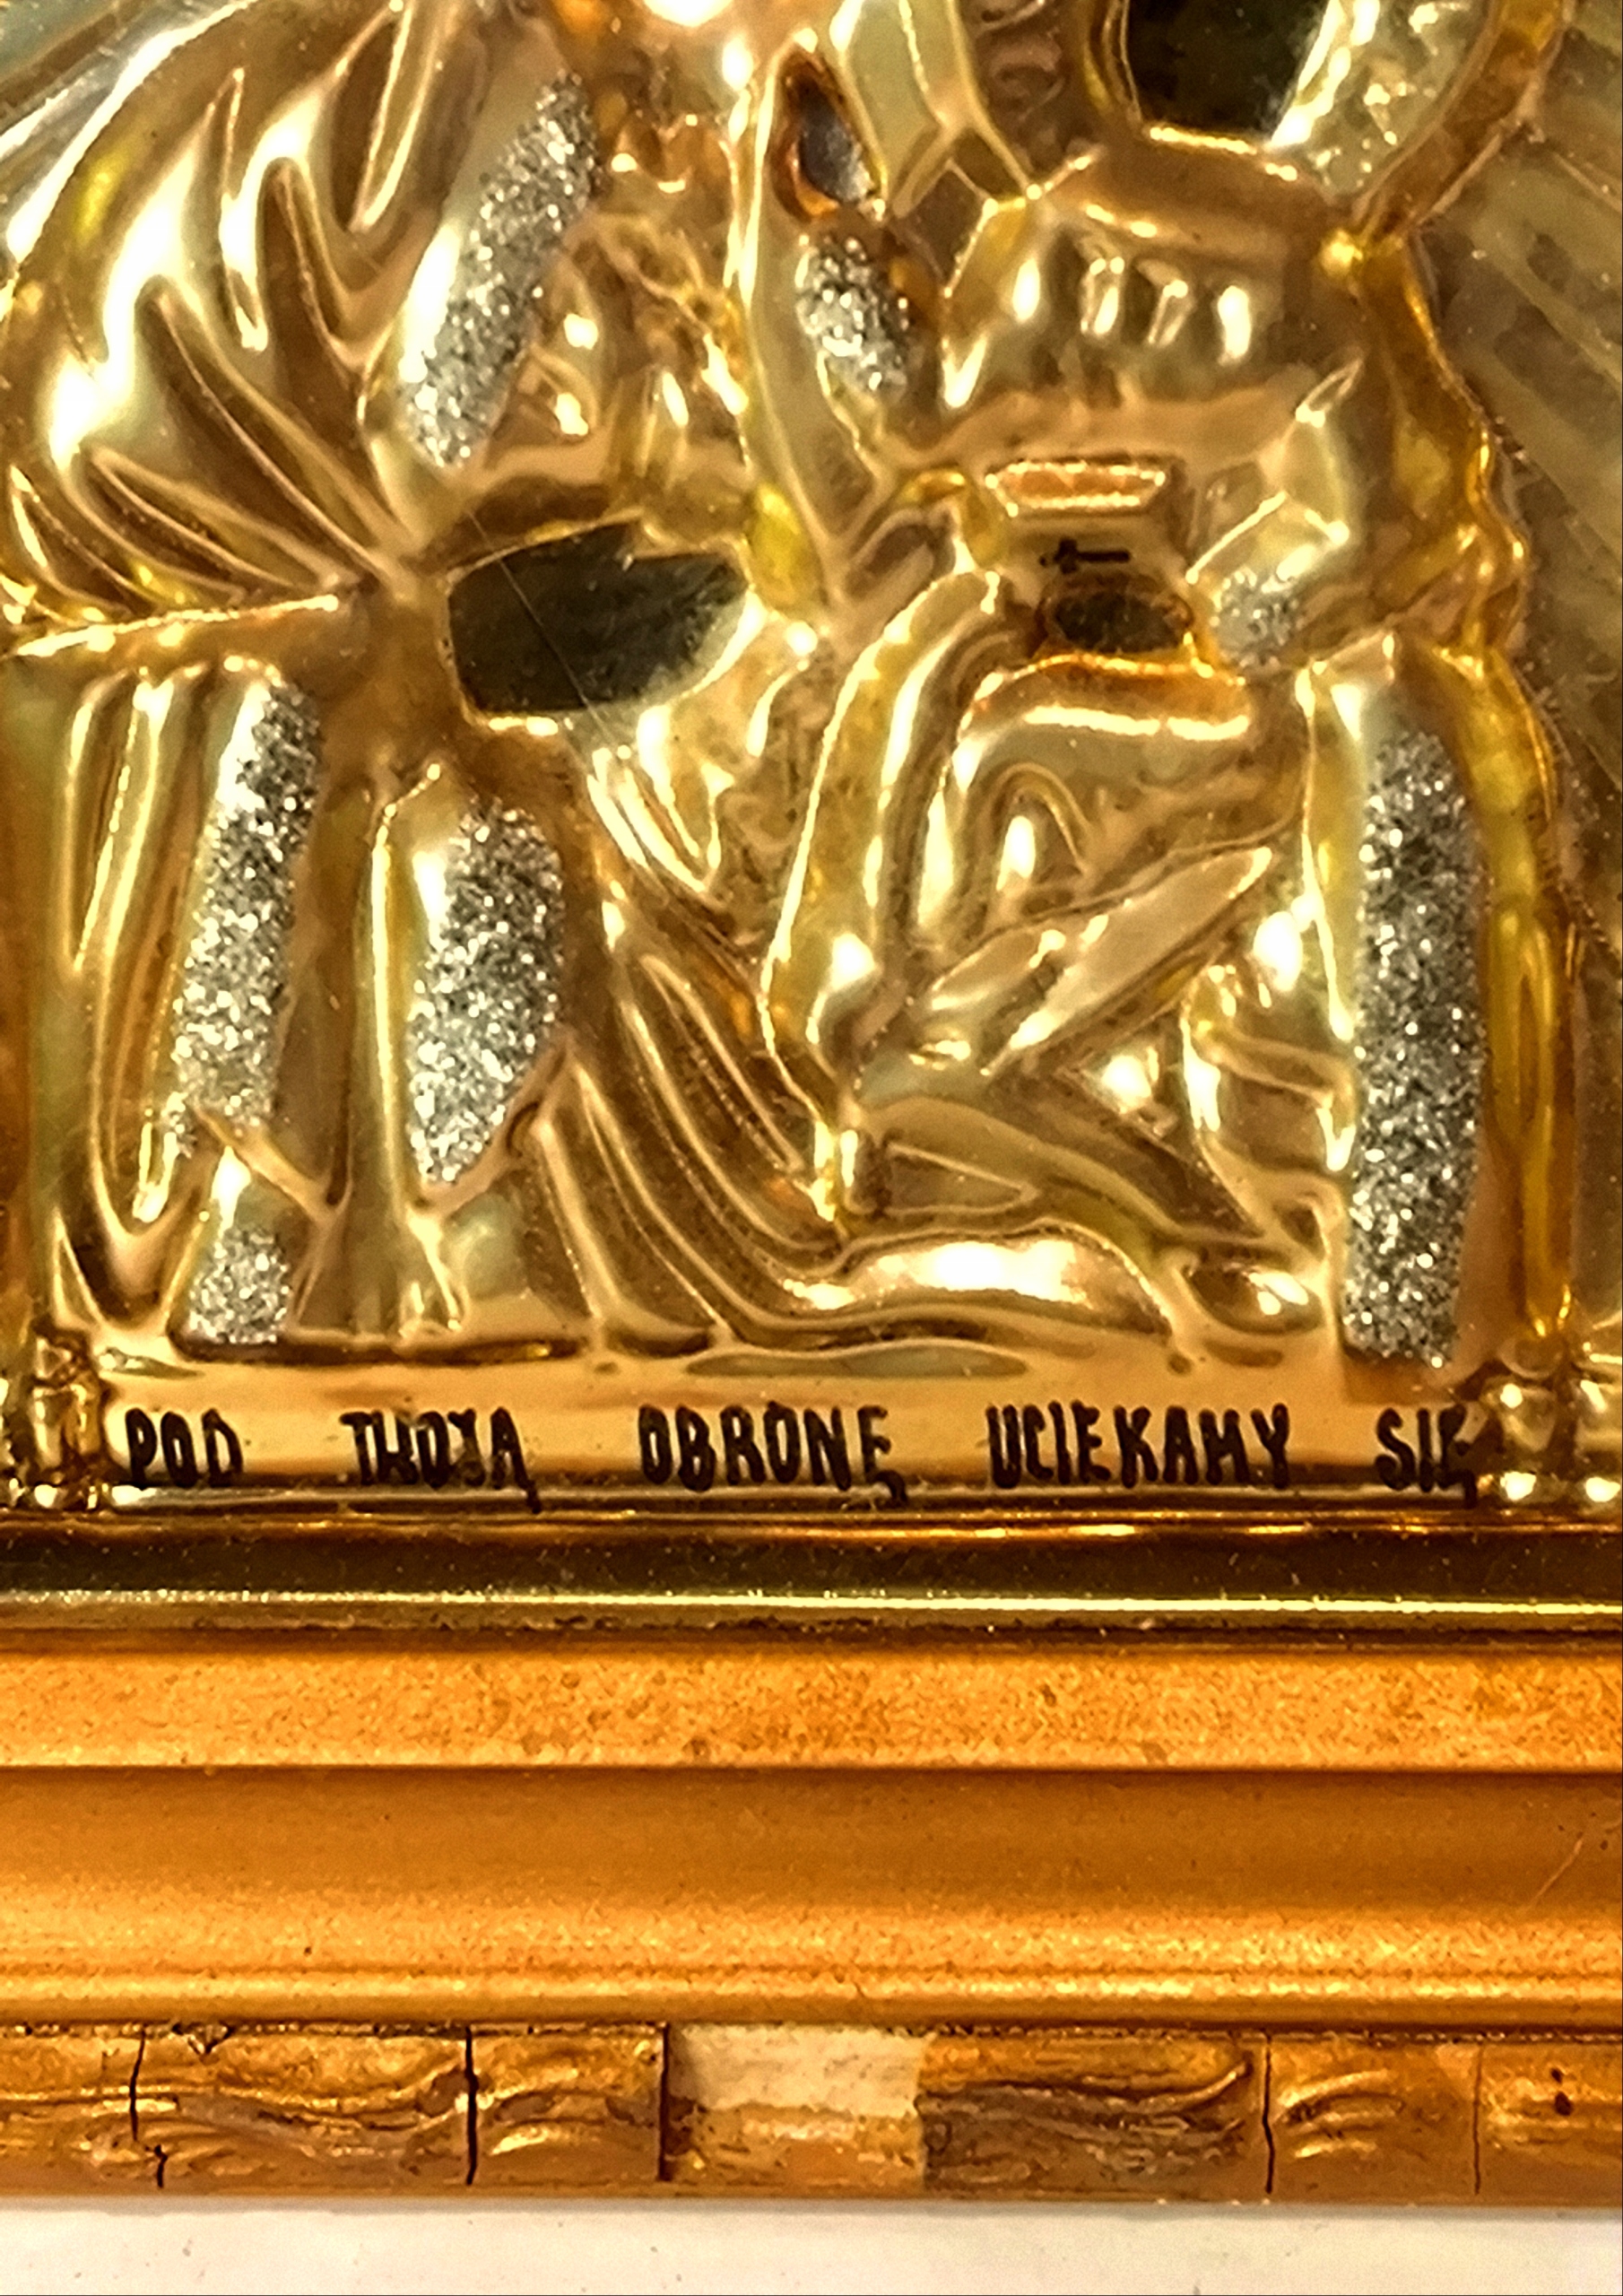 POD TWOJĄ OBRONĘ UCIEKAMY SIĘ